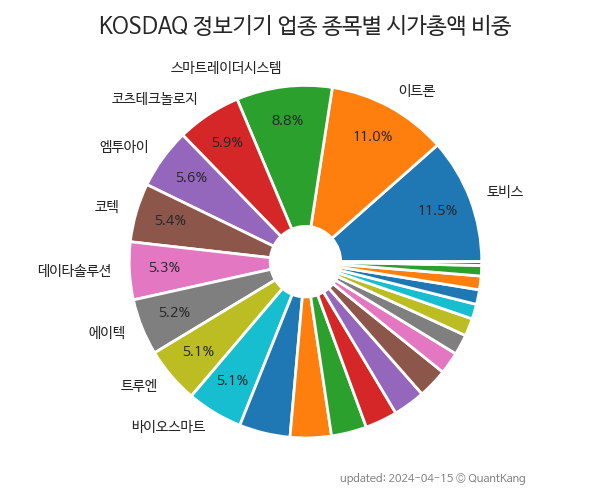 KOSDAQ 정보기기 업종 종목별 시가총액 비중
스마트레이더시스템
이트론
코츠테크놀로지
8.8%
11.0%
5.9%
엠투아이
5.6%
토비스
11.5%
코텍
5.4%
데이타솔루션
5.3%
5.2%
에이텍
5.1%
트루엔
5.1%
바이오스마트
updated: 2024-04-15 © QuantKang